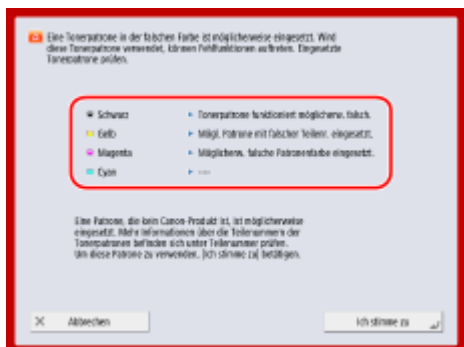 Eine Tonerpatrone in der falschen Farbe ist möglicherweise eingesetzt. Wird
diese Tonerpatrone verwendet, können Fehlfunktionen auftreten. Eingesetzte
Tonerpatrone prüfen.
Schwarz Tonerpatrone funktioniert möglicherw. falsch.
Gelb Mögl. Patrone mit falscher Teilenr. eingesetzt.
Magenta Möglicherw. falsche Patronenfarbe eingesetzt.
Cyan ----
Eine Patrone, die kein Canon-Produkt ist, ist möglicherweise
eingesetzt. Mehr Informationen über die Teilenummern der
Tonerpatronen befinden sich unter Teilenummer prüfen.
Um diese Patrone zu verwenden, [Ich stimme zu] betätigen.
Abbrechen Ich stimme zu